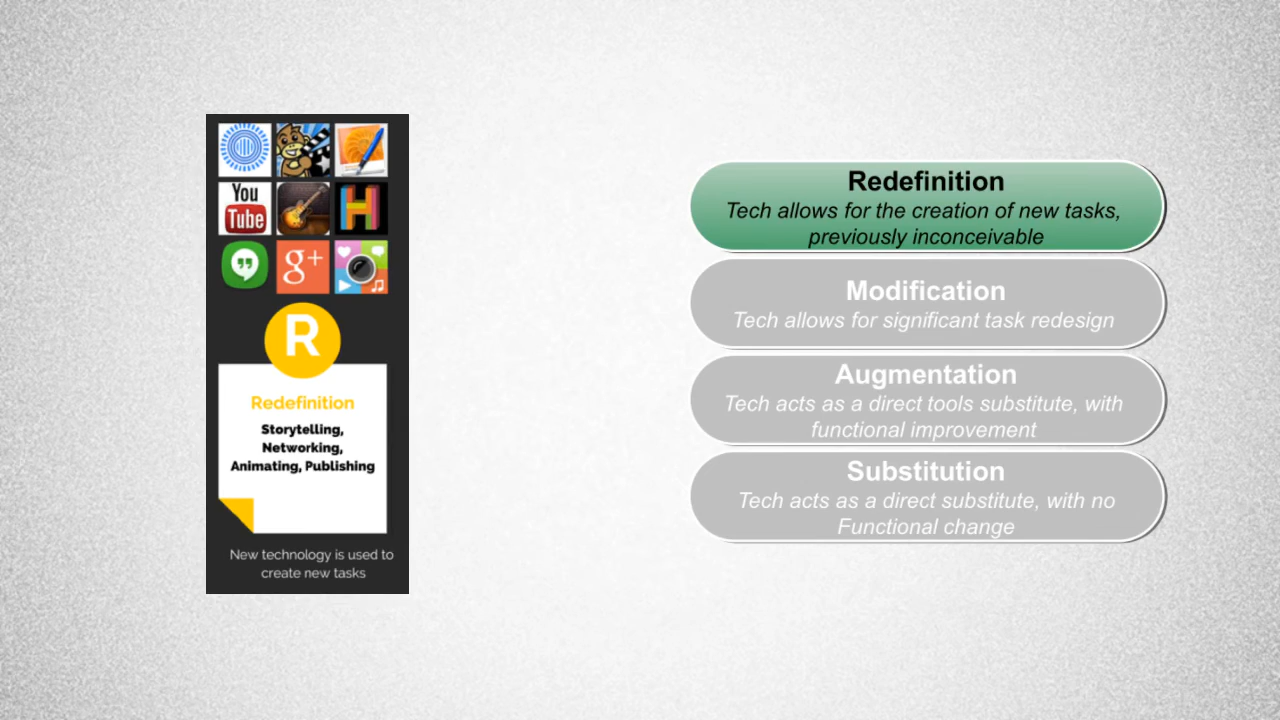 You
Tube
H
g+
R
Redefinition
Storytelling,
Networking,
Animating, Publishing
New technology is used to
create new tasks
Redefinition
Tech allows for the creation of new tasks,
previously inconceivable
Modification
Tech allows for significant task redesign
Augmentation
Tech acts as a direct tools substitute, with
functional improvement
Substitution
Tech acts as a direct substitute, with no
Functional change